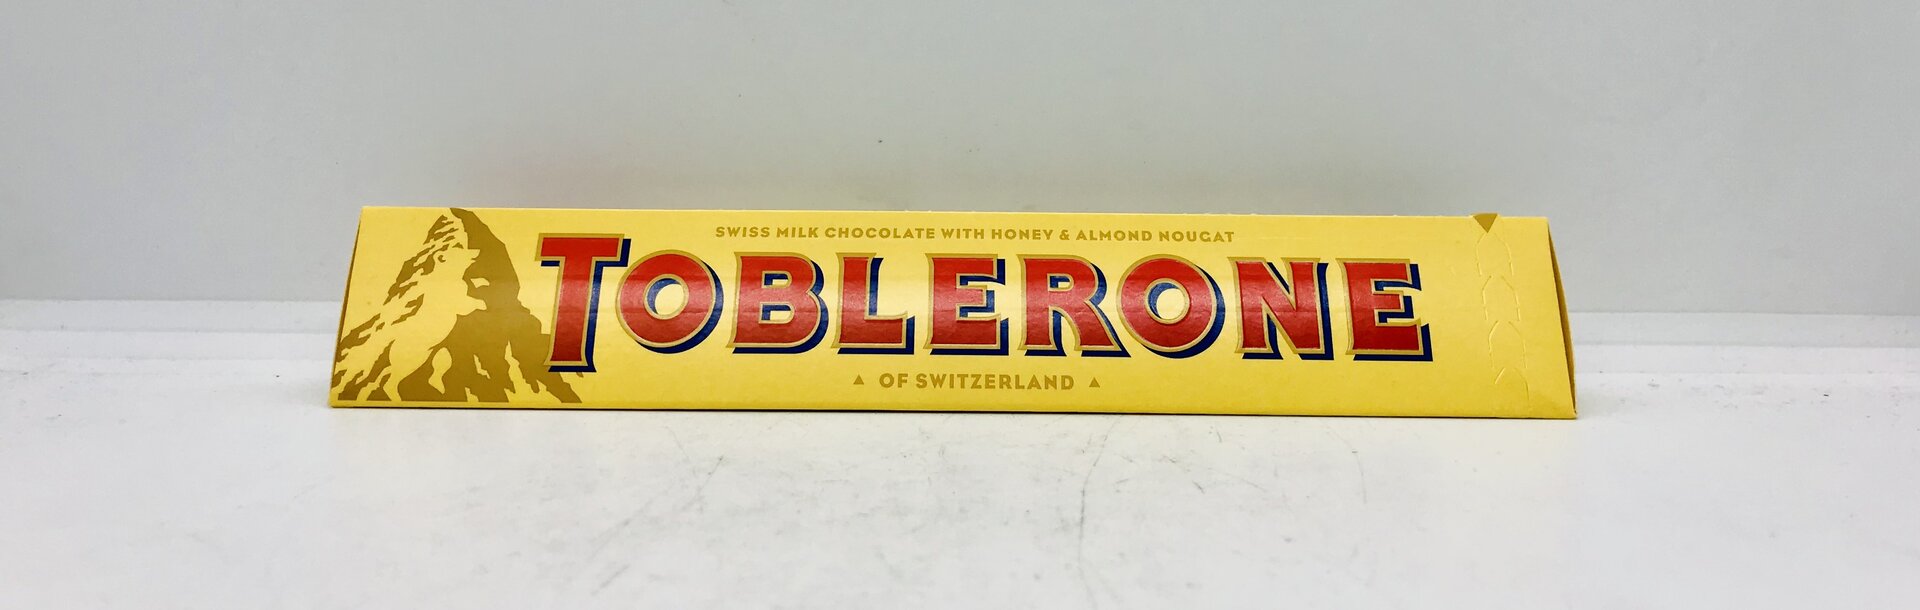 SWISS MILK CHOCOLATE WITH HONEY & ALMOND NOUGAT
TOBLERONE
OF SWITZERLAND